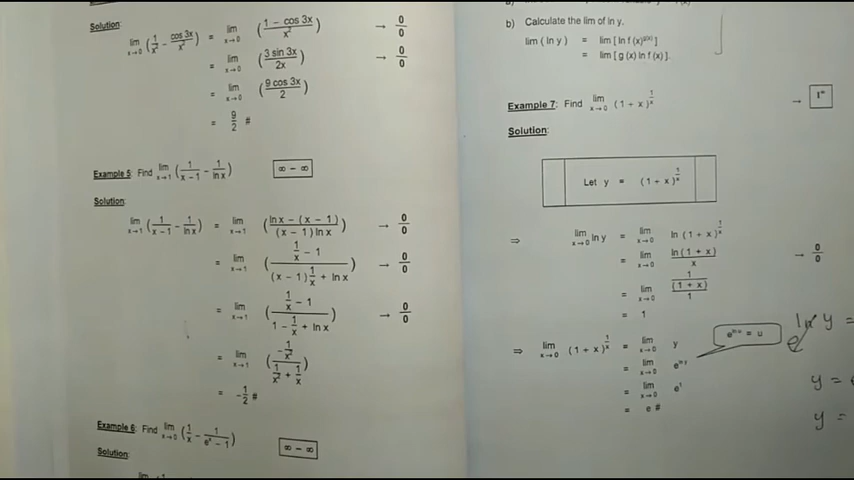 Solution:
lim x→0 (1/x² − cos 3x/x²) = lim x→0 (1 − cos 3x / x²) → 0/0
= lim x→0 (3 sin 3x / 2x) → 0/0
= lim x→0 (9 cos 3x / 2)
= 9/2 #
Example 5: Find lim x→1 (1/(x − 1) − 1/ln x) ∞ − ∞
Solution
lim x→1 (1/(x − 1) − 1/ln x) = lim x→1 (ln x − (x − 1) / (x − 1) ln x) → 0/0
= lim x→1 (1/x − 1 / (x − 1) 1/x + ln x) → 0/0
= lim x→1 (1/x − 1 / 1 − 1/x + ln x) → 0/0
= lim x→1 (−1/x² / 1/x² + 1/x)
= −1/2 #
Example 6: Find lim x→0 (1/x − 1/(eˣ − 1)) ∞ − ∞
Solution:
b) Calculate the lim of ln y.
lim ( ln y ) = lim [ ln f (x)^g(x) ]
= lim [ g (x) ln f (x) ].
Example 7: Find lim x→0 (1 + x)^(1/x) → 1^∞
Solution:
Let y = (1 + x)^(1/x)
⇒ lim x→0 ln y = lim x→0 ln (1 + x)^(1/x)
= lim x→0 ln (1 + x) / x → 0/0
= lim x→0 1/(1 + x) / 1
= 1
⇒ lim x→0 (1 + x)^(1/x) = lim x→0 y
= lim x→0 e^(ln y)
= lim x→0 e¹
= e #
e^(ln u) = u
ln y =
e
y =
y =